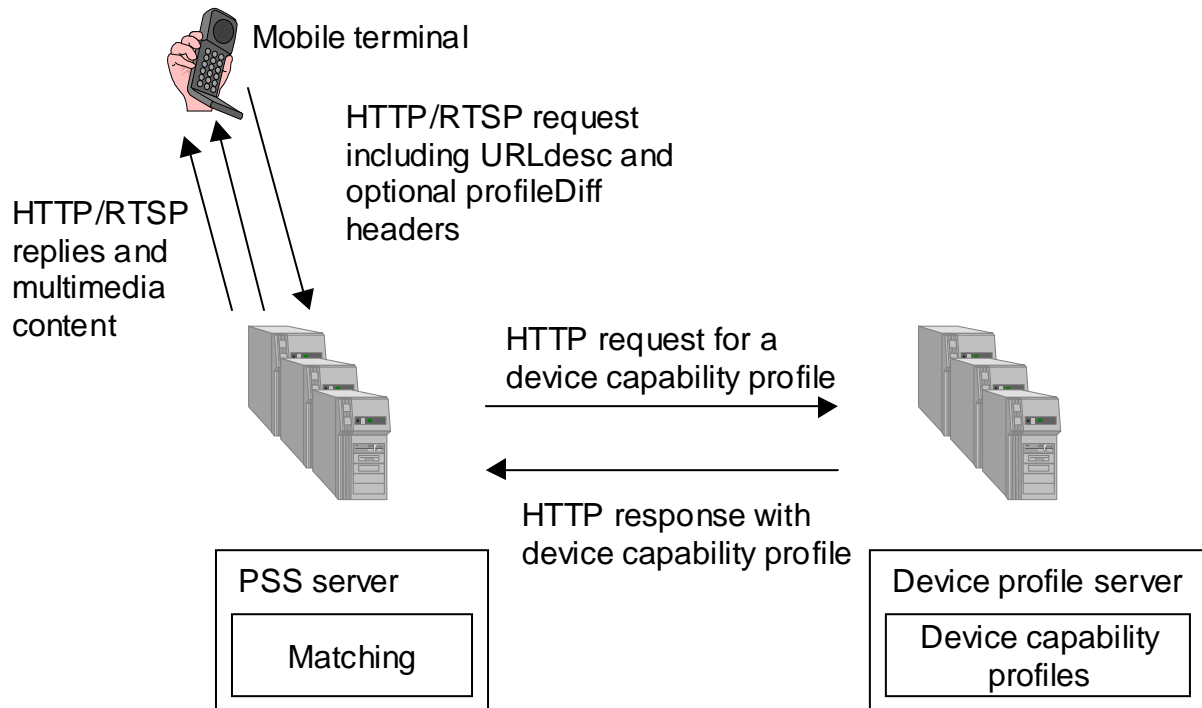 Mobile terminal
HTTP/RTSP request
including URLdesc and
optional profileDiff
headers
HTTP/RTSP
replies and
multimedia
content
HTTP request for a
device capability profile
HTTP response with
device capability profile
PSS server
Matching
Device profile server
Device capability
profiles